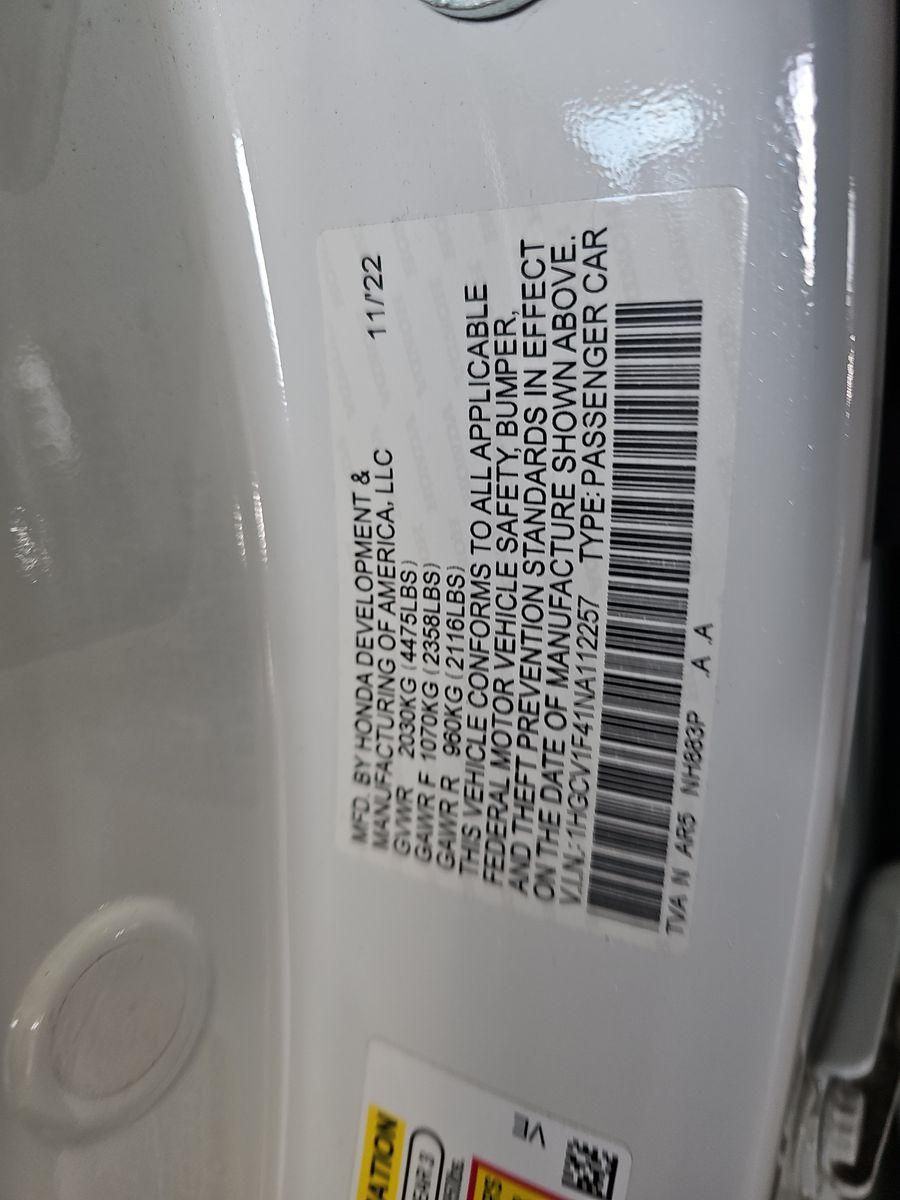 MFD. BY HONDA DEVELOPMENT &
MANUFACTURING OF AMERICA, LLC 11/'22
GVWR 2030KG (4475LBS)
GAWR F 1070KG (2358LBS)
GAWR R 960KG (2116LBS)
THIS VEHICLE CONFORMS TO ALL APPLICABLE
FEDERAL MOTOR VEHICLE SAFETY, BUMPER,
AND THEFT PREVENTION STANDARDS IN EFFECT
ON THE DATE OF MANUFACTURE SHOWN ABOVE.
V.I.N.: 1HGCV1F41NA112257 TYPE: PASSENGER CAR
TVA N AR5 NH883P .A .A